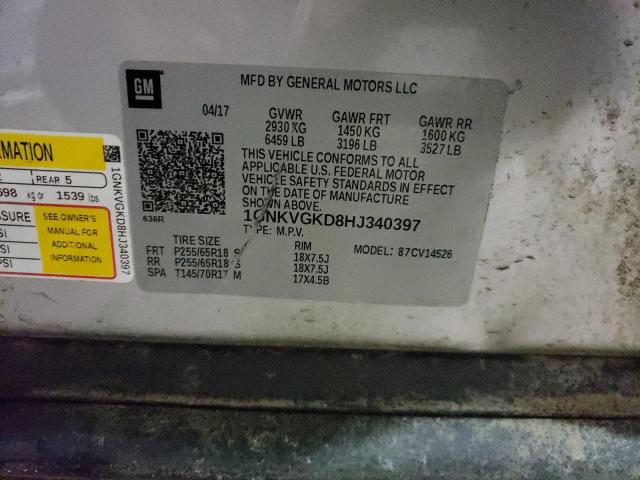 GM
MFD BY GENERAL MOTORS LLC
04/17 GVWR GAWR FRT GAWR RR
2930 KG 1450 KG 1600 KG
6459 LB 3196 LB 3527 LB
THIS VEHICLE CONFORMS TO ALL
APPLICABLE U.S. FEDERAL MOTOR
VEHICLE SAFETY STANDARDS IN EFFECT
ON THE DATE OF MANUFACTURE
SHOWN ABOVE.
636R
1GNKVGKD8HJ340397
TYPE: M.P.V.
TIRE SIZE RIM MODEL: 87CV14526
FRT P255/65R18 S 18X7.5J
RR P255/65R18 S 18X7.5J
SPA T145/70R17 M 17X4.5B
REAR 5
kg or 1539 lbs
SEE OWNER'S
MANUAL FOR
ADDITIONAL
INFORMATION
PSI
1GNKVGKD8HJ340397